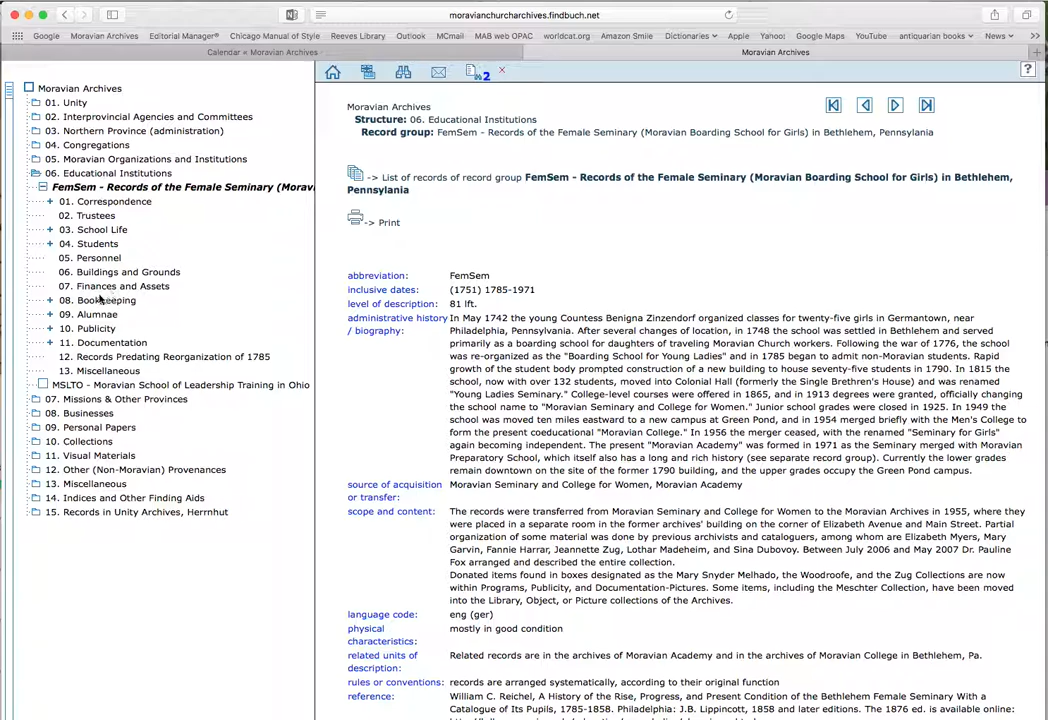 moravianchurcharchives.findbuch.net
Google Moravian Archives Editorial Manager® Chicago Manual of Style Reeves Library Outlook MCmail MAB web OPAC worldcat.org Amazon Smile Dictionaries Apple Yahoo! Google Maps YouTube antiquarian books News
Calendar « Moravian Archives
Moravian Archives
2
?
Moravian Archives
01. Unity
02. Interprovincial Agencies and Committees
03. Northern Province (administration)
04. Congregations
05. Moravian Organizations and Institutions
06. Educational Institutions
FemSem - Records of the Female Seminary (Morav
01. Correspondence
02. Trustees
03. School Life
04. Students
05. Personnel
06. Buildings and Grounds
07. Finances and Assets
08. Bookkeeping
09. Alumnae
10. Publicity
11. Documentation
12. Records Predating Reorganization of 1785
13. Miscellaneous
MSLTO - Moravian School of Leadership Training in Ohio
07. Missions & Other Provinces
08. Businesses
09. Personal Papers
10. Collections
11. Visual Materials
12. Other (Non-Moravian) Provenances
13. Miscellaneous
14. Indices and Other Finding Aids
15. Records in Unity Archives, Herrnhut
Moravian Archives
Structure: 06. Educational Institutions
Record group: FemSem - Records of the Female Seminary (Moravian Boarding School for Girls) in Bethlehem, Pennsylvania
-> List of records of record group FemSem - Records of the Female Seminary (Moravian Boarding School for Girls) in Bethlehem,
Pennsylvania
-> Print
abbreviation: FemSem
inclusive dates: (1751) 1785-1971
level of description: 81 lft.
administrative history In May 1742 the young Countess Benigna Zinzendorf organized classes for twenty-five girls in Germantown, near
/ biography: Philadelphia, Pennsylvania. After several changes of location, in 1748 the school was settled in Bethlehem and served
primarily as a boarding school for daughters of traveling Moravian Church workers. Following the war of 1776, the school
was re-organized as the "Boarding School for Young Ladies" and in 1785 began to admit non-Moravian students. Rapid
growth of the student body prompted construction of a new building to house seventy-five students in 1790. In 1815 the
school, now with over 132 students, moved into Colonial Hall (formerly the Single Brethren's House) and was renamed
"Young Ladies Seminary." College-level courses were offered in 1865, and in 1913 degrees were granted, officially changing
the school name to "Moravian Seminary and College for Women." Junior school grades were closed in 1925. In 1949 the
school was moved ten miles eastward to a new campus at Green Pond, and in 1954 merged briefly with the Men's College to
form the present coeducational "Moravian College." In 1956 the merger ceased, with the renamed "Seminary for Girls"
again becoming independent. The present "Moravian Academy" was formed in 1971 as the Seminary merged with Moravian
Preparatory School, which itself also has a long and rich history (see separate record group). Currently the lower grades
remain downtown on the site of the former 1790 building, and the upper grades occupy the Green Pond campus.
source of acquisition Moravian Seminary and College for Women, Moravian Academy
or transfer:
scope and content: The records were transferred from Moravian Seminary and College for Women to the Moravian Archives in 1955, where they
were placed in a separate room in the former archives' building on the corner of Elizabeth Avenue and Main Street. Partial
organization of some material was done by previous archivists and cataloguers, among whom are Elizabeth Myers, Mary
Garvin, Fannie Harrar, Jeannette Zug, Lothar Madeheim, and Sina Dubovoy. Between July 2006 and May 2007 Dr. Pauline
Fox arranged and described the entire collection.
Donated items found in boxes designated as the Mary Snyder Melhado, the Woodroofe, and the Zug Collections are now
within Programs, Publicity, and Documentation-Pictures. Some items, including the Meschter Collection, have been moved
into the Library, Object, or Picture collections of the Archives.
language code: eng (ger)
physical mostly in good condition
characteristics:
related units of Related records are in the archives of Moravian Academy and in the archives of Moravian College in Bethlehem, Pa.
description:
rules or conventions: records are arranged systematically, according to their original function
reference: William C. Reichel, A History of the Rise, Progress, and Present Condition of the Bethlehem Female Seminary With a
Catalogue of Its Pupils, 1785-1858. Philadelphia: J.B. Lippincott, 1858 and later editions. The 1876 ed. is available online: